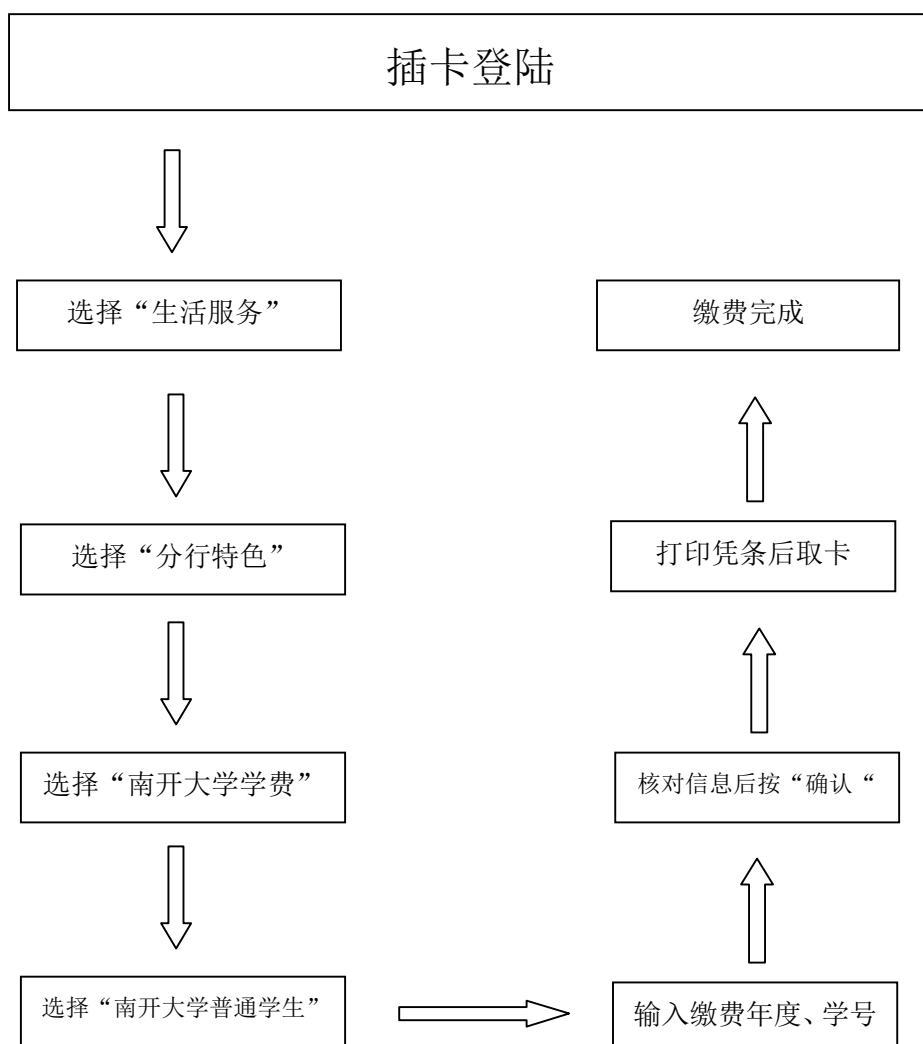 插卡登陆
选择“生活服务”
选择“分行特色”
选择“南开大学学费”
选择“南开大学普通学生”
输入缴费年度、学号
核对信息后按“确认“
打印凭条后取卡
缴费完成